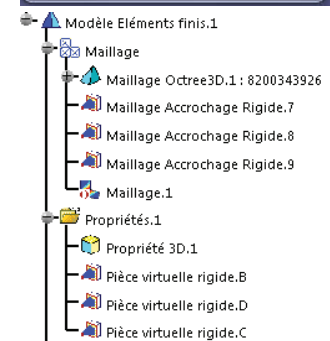 Modèle Eléments finis.1
Maillage
Maillage Octree3D.1 : 8200343926
Maillage Accrochage Rigide.7
Maillage Accrochage Rigide.8
Maillage Accrochage Rigide.9
Maillage.1
Propriétés.1
Propriété 3D.1
Pièce virtuelle rigide.B
Pièce virtuelle rigide.D
Pièce virtuelle rigide.C